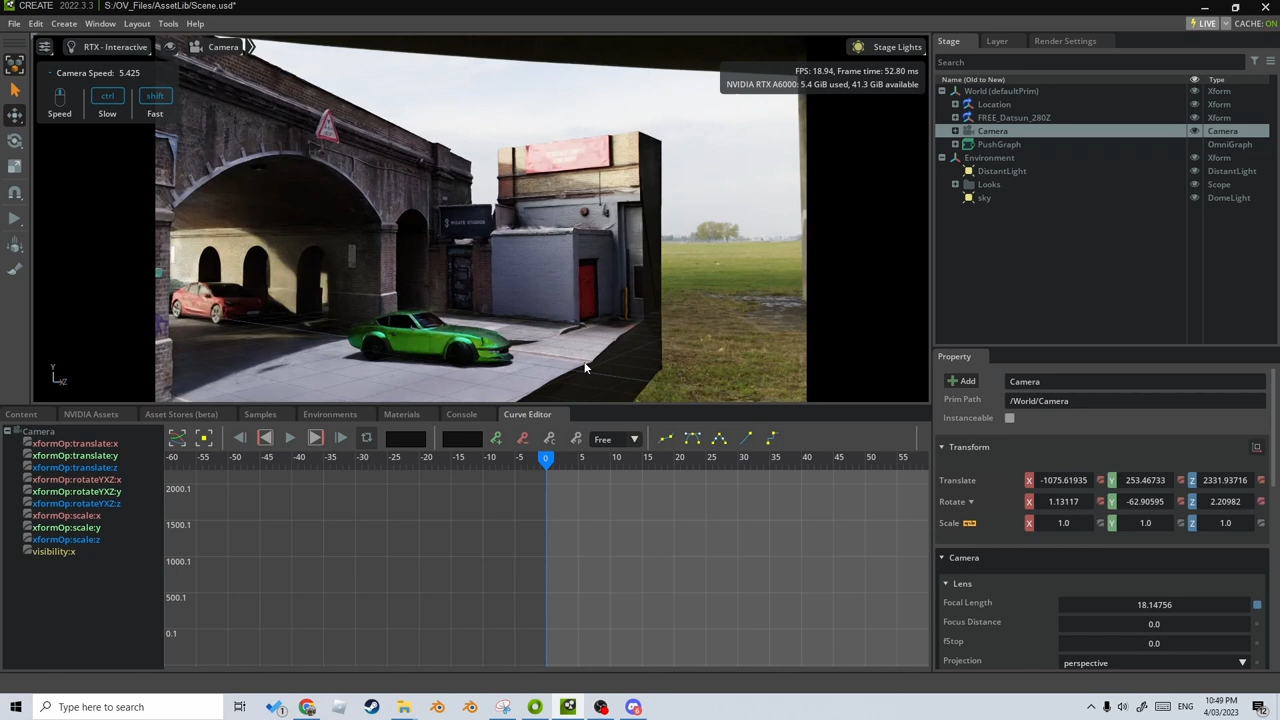 CREATE 2022.3.3 S:/OV_Files/AssetLib/Scene.usd*
File Edit Create Window Layout Tools Help
LIVE CACHE: ON
RTX - Interactive Camera Stage Lights
Camera Speed: 5.425
ctrl shift
Speed Slow Fast
FPS: 18.94, Frame time: 52.80 ms
NVIDIA RTX A6000: 5.4 GiB used, 41.3 GiB available
Y
Z
Stage Layer Render Settings
Search
Name (Old to New) Type
World (defaultPrim) Xform
Location Xform
FREE_Datsun_280Z Xform
Camera Camera
PushGraph OmniGraph
Environment Xform
DistantLight DistantLight
Looks Scope
sky DomeLight
Property
Add Camera
Prim Path /World/Camera
Instanceable
Transform
Translate X -1075.61935 Y 253.46733 Z 2331.93716
Rotate X 1.13117 Y -62.90595 Z 2.20982
Scale X 1.0 Y 1.0 Z 1.0
Camera
Lens
Focal Length 18.14756
Focus Distance 0.0
fStop 0.0
Projection perspective
Content NVIDIA Assets Asset Stores (beta) Samples Environments Materials Console Curve Editor
Camera
xformOp:translate:x
xformOp:translate:y
xformOp:translate:z
xformOp:rotateYXZ:x
xformOp:rotateYXZ:y
xformOp:rotateYXZ:z
xformOp:scale:x
xformOp:scale:y
xformOp:scale:z
visibility:x
Free
-60 -55 -50 -45 -40 -35 -30 -25 -20 -15 -10 -5 0 5 10 15 20 25 30 35 40 45 50 55
2000.1
1500.1
1000.1
500.1
0.1
Type here to search
1
6
10:49 PM
4/03/2023
12